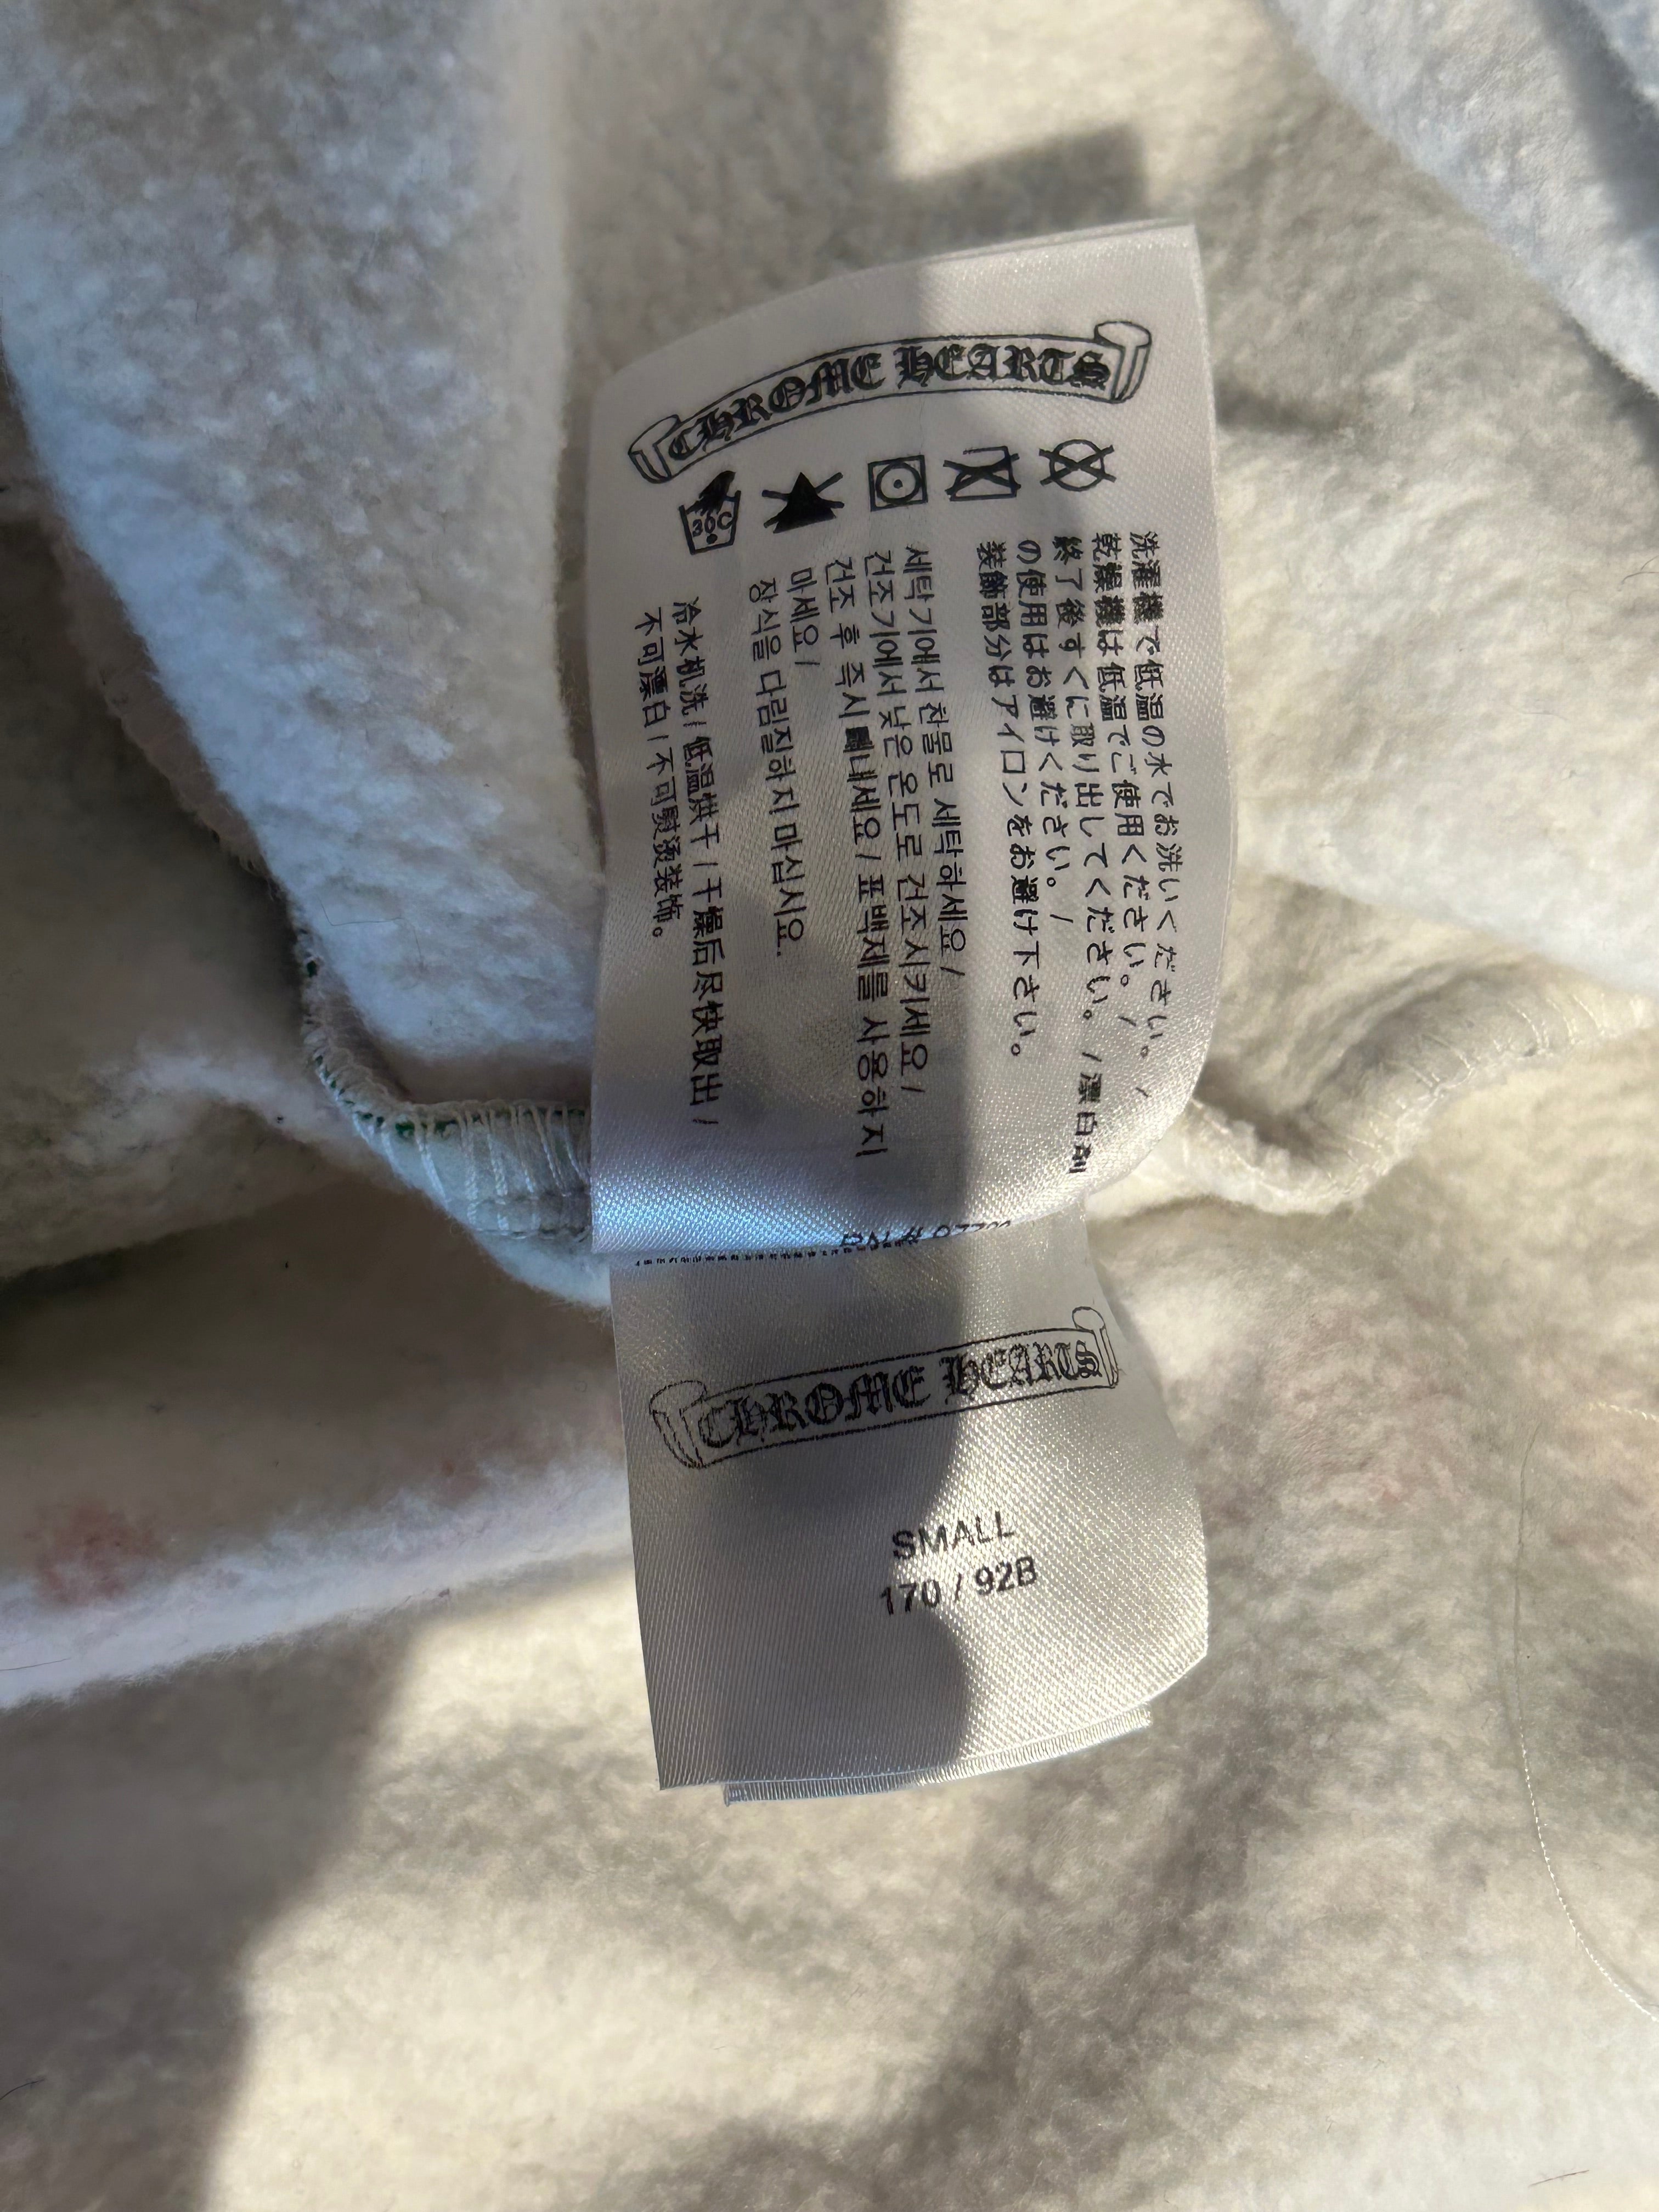 CHROME HEARTS
30C
洗濯機で低温の水でお洗いください。/
乾燥機は低温でご使用ください。/
終了後すぐに取り出してください。/漂白剤
の使用はお避けください。/
装飾部分はアイロンをお避け下さい。
세탁기에서 찬물로 세탁하세요/
건조기에서 낮은 온도로 건조시키세요/
건조 후 즉시 빼내세요/표백제를 사용하지
마세요/
장식을 다림질하지 마십시요.
冷水机洗/低温烘干/干燥后尽快取出/
不可漂白/不可熨烫装饰。
CHROME HEARTS
SMALL
170 / 92B